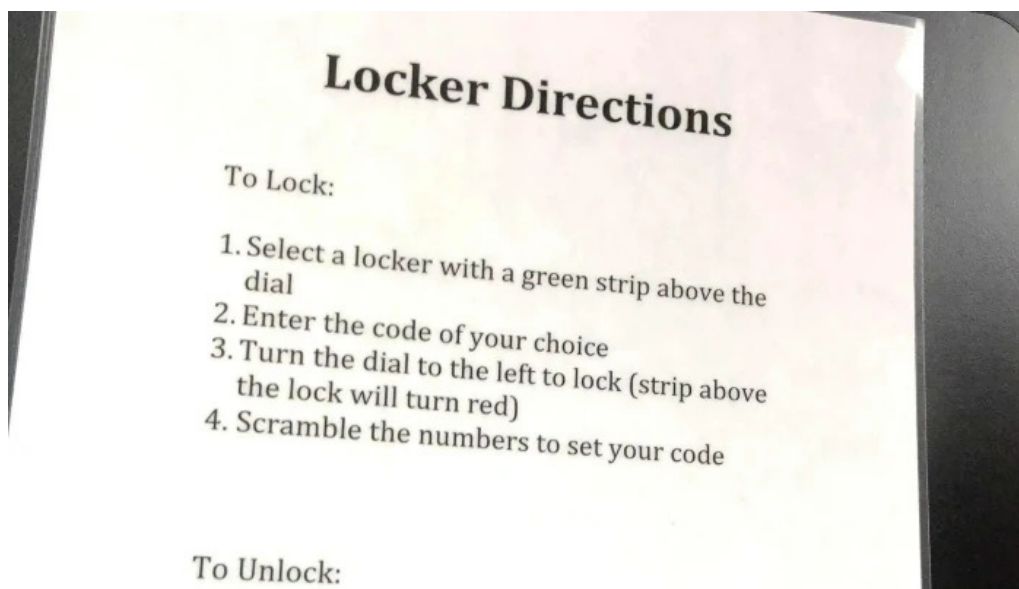 Locker Directions
To Lock:
1. Select a locker with a green strip above the
dial
2. Enter the code of your choice
3. Turn the dial to the left to lock (strip above
the lock will turn red)
4. Scramble the numbers to set your code
To Unlock: